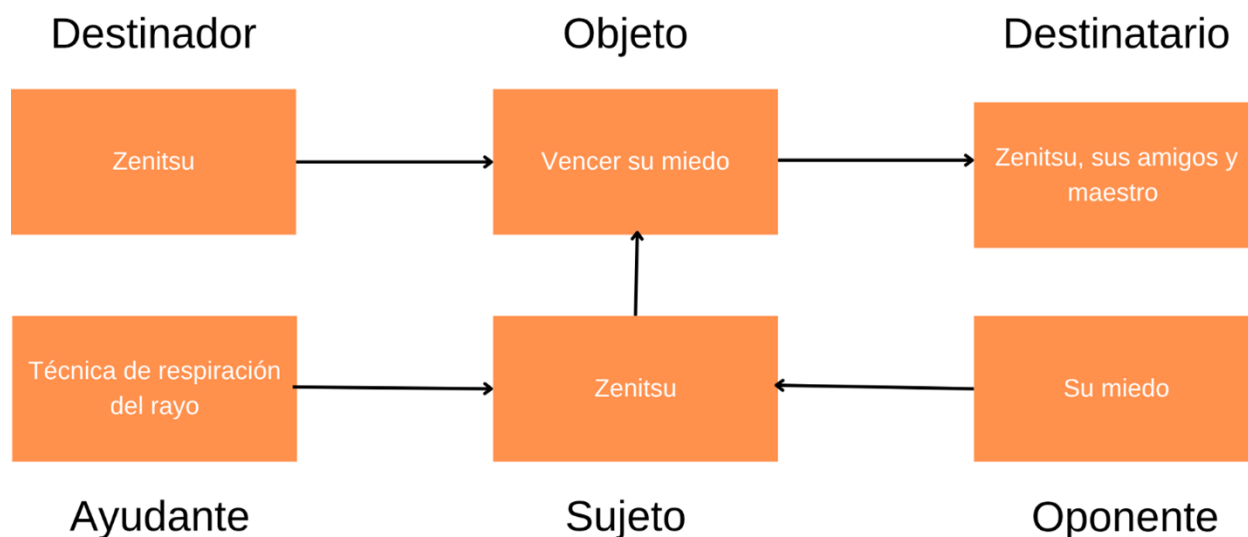 Destinador
Objeto
Destinatario
Zenitsu
Vencer su miedo
Zenitsu, sus amigos y
maestro
Técnica de respiración
del rayo
Zenitsu
Su miedo
Ayudante
Sujeto
Oponente